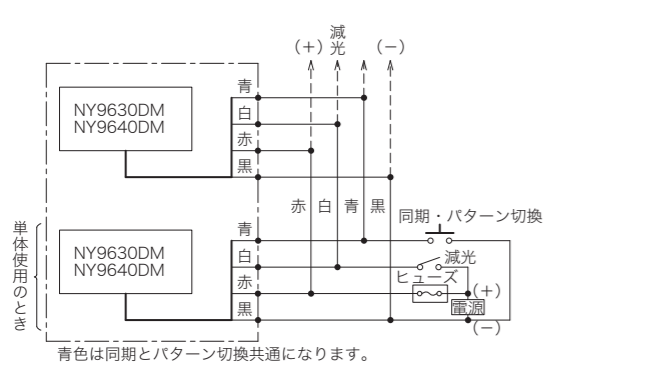 減
(＋) 光 (－)
青
白
赤
黒
NY9630DM
NY9640DM
赤 白 青 黒
同期・パターン切換
単体使用のとき
青
白
赤
黒
NY9630DM
NY9640DM
減光
ヒューズ
(＋)
電源
(－)
青色は同期とパターン切換共通になります。